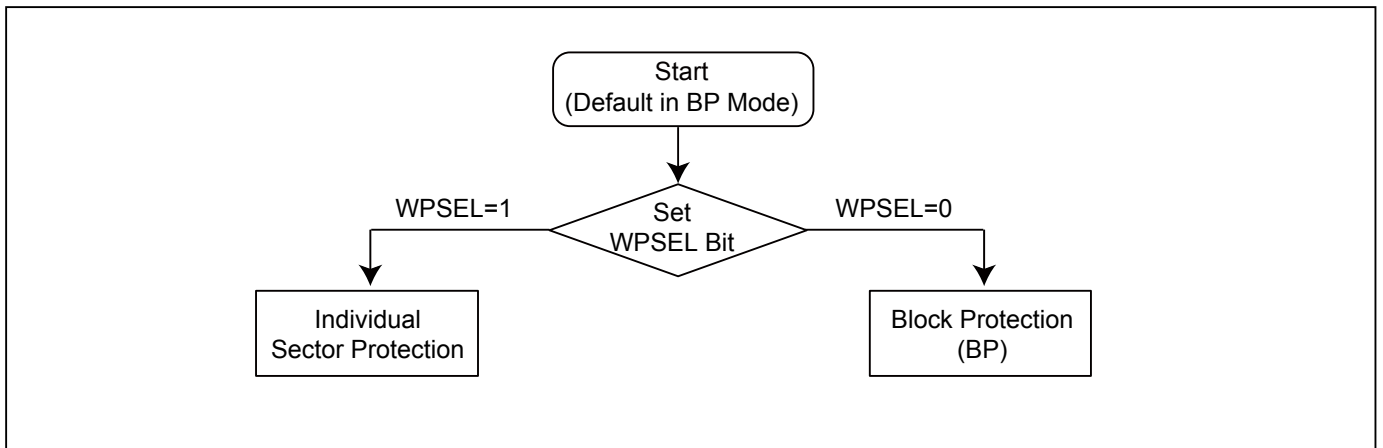 Start
(Default in BP Mode)
WPSEL=1
Set
WPSEL Bit
WPSEL=0
Individual
Sector Protection
Block Protection
(BP)